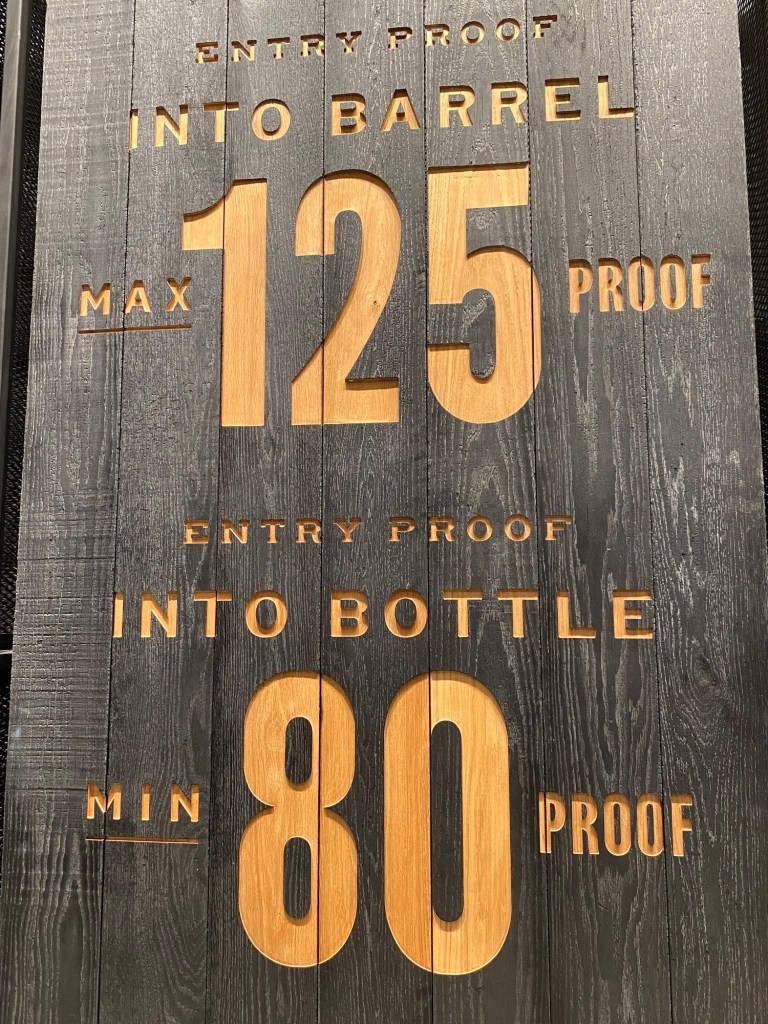 ENTRY PROOF
INTO BARREL
MAX 125 PROOF
ENTRY PROOF
INTO BOTTLE
MIN 80 PROOF